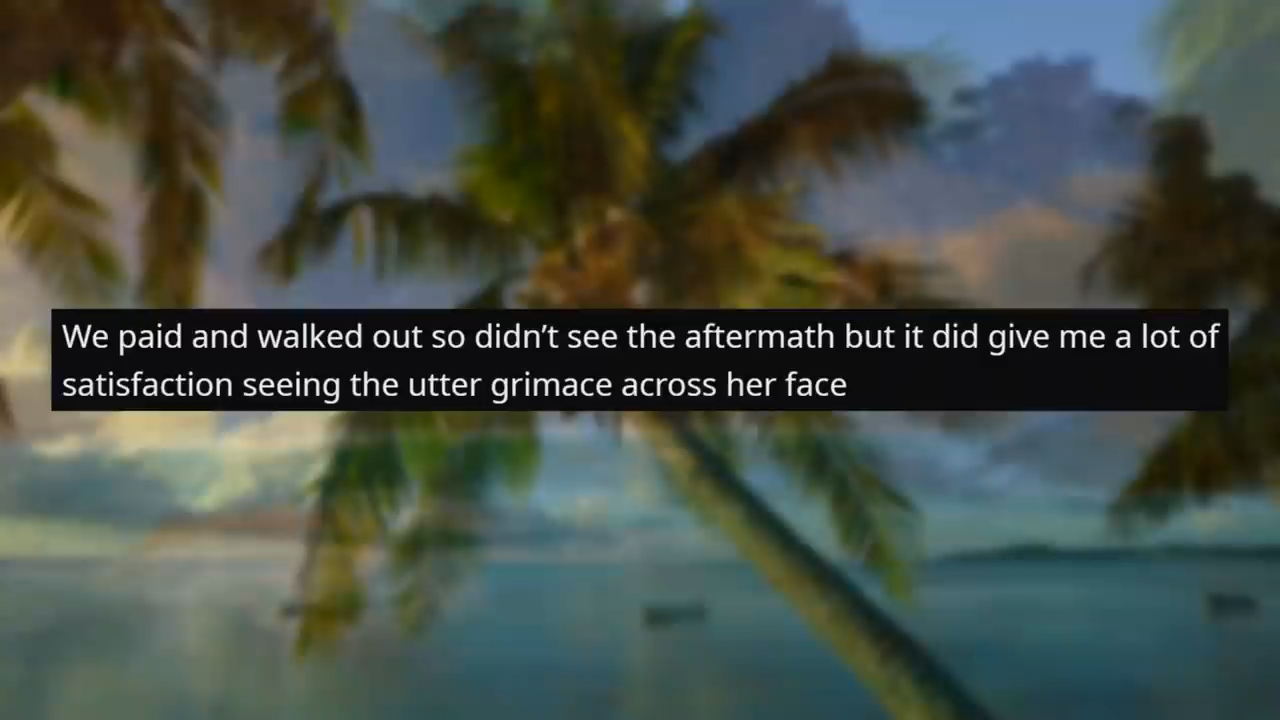 We paid and walked out so didn’t see the aftermath but it did give me a lot of
satisfaction seeing the utter grimace across her face